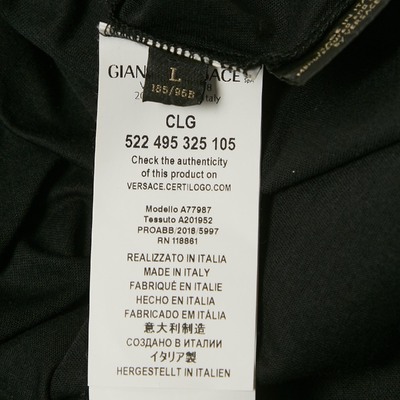 L
185/96B
CLG
522 495 325 105
Check the authenticity
of this product on
VERSACE.CERTILOGO.COM
Modello A77987
Tessuto A201952
PROABB/2018/5997
RN 118861
REALIZZATO IN ITALIA
MADE IN ITALY
FABRIQUÉ EN ITALIE
HECHO EN ITALIA
FABRICADO EM ITÁLIA
意大利制造
СОЗДАНО В ИТАЛИИ
イタリア製
HERGESTELLT IN ITALIEN